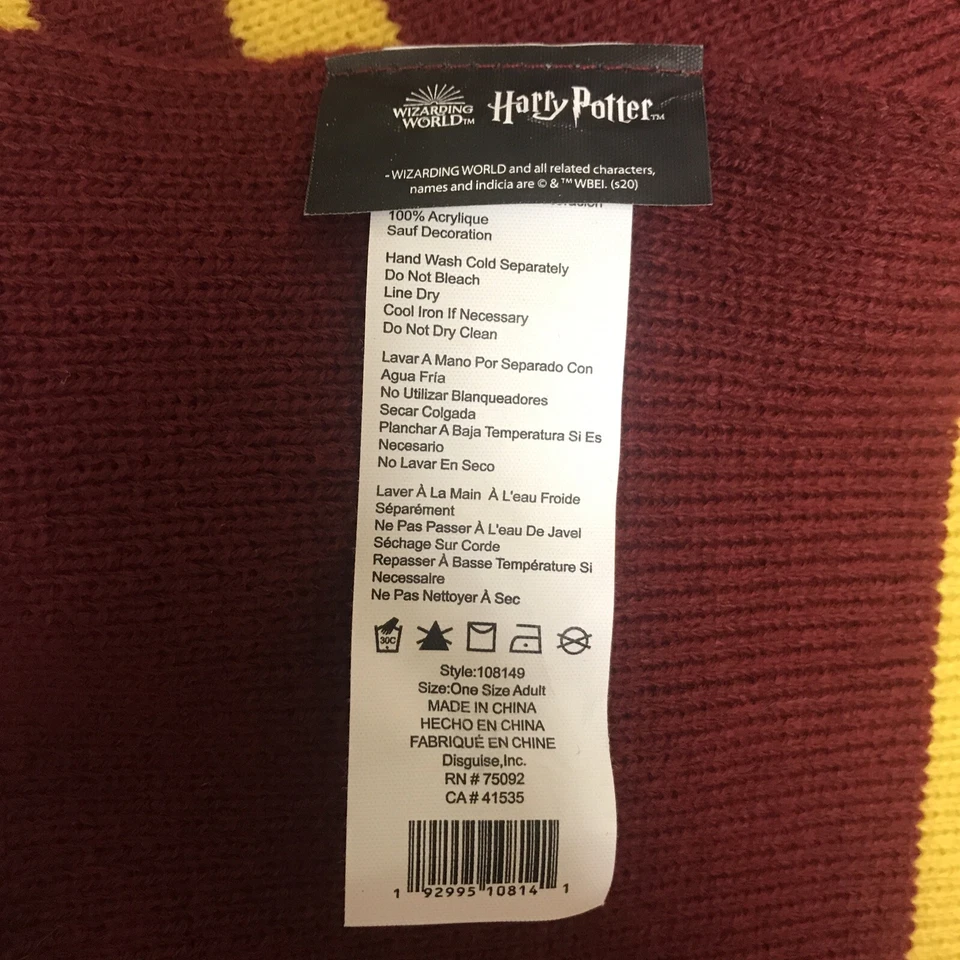 WIZARDING WORLD™ Harry Potter™
-WIZARDING WORLD and all related characters,
names and indicia are © & ™ WBEI. (s20)
100% Acrylique
Sauf Decoration
Hand Wash Cold Separately
Do Not Bleach
Line Dry
Cool Iron If Necessary
Do Not Dry Clean
Lavar A Mano Por Separado Con
Agua Fría
No Utilizar Blanqueadores
Secar Colgada
Planchar A Baja Temperatura Si Es
Necesario
No Lavar En Seco
Laver À La Main À L'eau Froide
Séparément
Ne Pas Passer À L'eau De Javel
Séchage Sur Corde
Repasser À Basse Température Si
Necessaire
Ne Pas Nettoyer À Sec
30C
Style:108149
Size:One Size Adult
MADE IN CHINA
HECHO EN CHINA
FABRIQUÉ EN CHINE
Disguise,Inc.
RN # 75092
CA # 41535
1 92995 10814 1